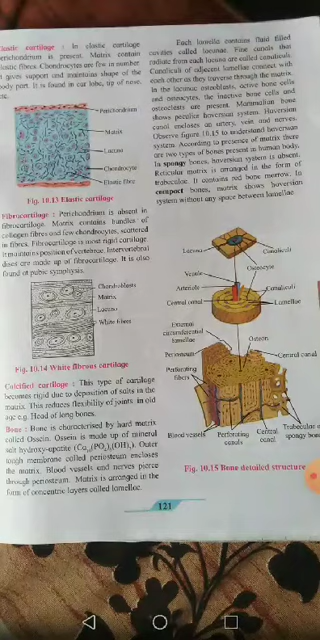 Elastic cartilage : In elastic cartilage
perichondrium is present. Matrix contain
elastic fibres. Chondrocytes are few in number
gives support and maintains shape of the
body part. It is found in ear lobe, tip of nose,
etc.
Perichondrium
Matrix
Lacuna
Chondrocyte
Elastic fibre
Fig. 10.13 Elastic cartilage
Fibrocartilage : Perichondrium is absent in
fibrocartilage. Matrix contains bundles of
collagen fibres and few chondrocytes, scattered
in fibres. Fibrocartilage is most rigid cartilage
it maintains position of vertebrae. Intervertebral
discs are made up of fibrocartilage. It is also
found at pubic symphysis.
Chondroblasts
Matrix
Lacuna
White fibres
Fig. 10.14 White fibrous cartilage
Calcified cartilage : This type of cartilage
becomes rigid due to deposition of salts in the
matrix. This reduces flexibility of joints in old
age e.g. Head of long bones.
Bone : Bone is characterised by hard matrix
called Ossein. Ossein is made up of mineral
salt hydroxy-apatite (Ca₁₀(PO₄)₆(OH)₂). Outer
tough membrane called periosteum encloses
the matrix. Blood vessels and nerves pierce
through periosteum. Matrix is arranged in the
form of concentric layers called lamellae.
Each lamella contains fluid filled
cavities called lacunae. Fine canals that
radiate from each lacuna are called canaliculi.
Canaliculi of adjacent lamellae connect with
each other as they traverse through the matrix.
In the lacunae osteoblasts, active bone cells
and osteocytes, the inactive bone cells and
osteoclasts are present. Mammalian bone
shows peculiar haversian system. Haversian
canal encloses an artery, vein and nerves.
Observe figure 10.15 to understand haversian
system. According to presence of matrix there
are two types of bones present in human body.
In spongy bones, haversian system is absent.
Reticular matrix is arranged in the form of
trabeculae. It contains red bone marrow. In
compact bones, matrix shows haversian
system without any space between lamellae
Lacuna
Canaliculi
Osteocyte
Venule
Arteriole
Canaliculi
Central canal
Lamellae
External
circumferential
lamellae
Osteon
Periosteum
Central canal
Perforating
fibers
Blood vessels
Perforating
canals
Central
canal
Trabeculae of
spongy bone
Fig. 10.15 Bone detailed structure
121